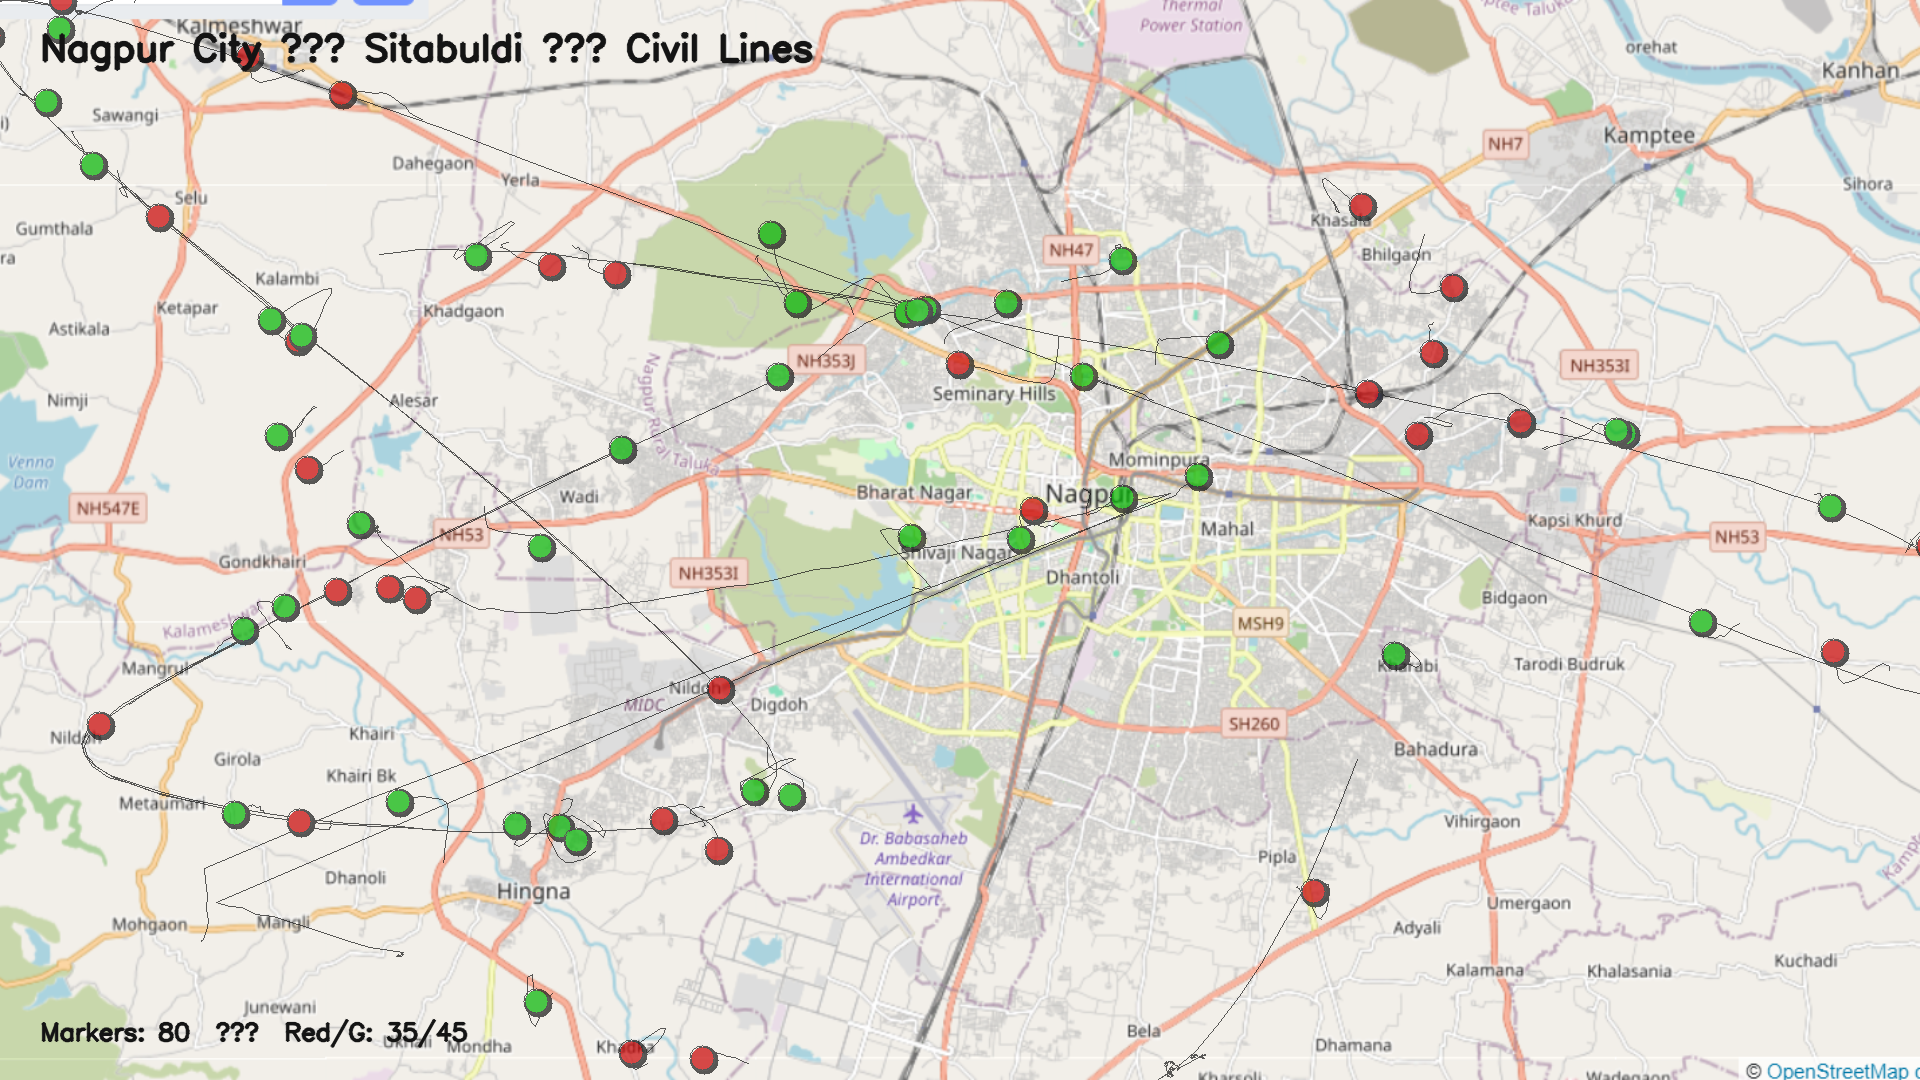 Nagpur City ??? Sitabuldi ??? Civil Lines
Kalmeshwar
Thermal
Power Station
orehat
Kanhan
Sawangi
Kamptee
NH7
Dahegaon
Yerla
Selu
Sihora
Gumthala
Khasala
NH47
Bhilgaon
Kalambi
Ketapar
Khadgaon
Astikala
NH353J
NH353I
Nagpur Rural Taluka
Seminary Hills
Nimji
Alesar
Venna
Dam
Mominpura
Wadi
Bharat Nagar
Nagpur
NH547E
NH53
Kapsi Khurd
Mahal
NH53
Shivaji Nagar
Gondkhairi
NH353I
Dhantoli
Bidgaon
MSH9
Mangrul
Kharabi
Tarodi Budruk
Nildoh
MIDC
Digdoh
SH260
Khairi
Bahadura
Girola
Khairi Bk
Metaumari
Vihirgaon
Dr. Babasaheb
Ambedkar
International
Airport
Pipla
Dhanoli
Hingna
Umergaon
Mohgaon
Mangli
Adyali
Kuchadi
Kalamana
Khalasania
Junewani
Markers: 80 ??? Red/G: 35/45
Mondha
Khadka
Bela
Dhamana
Kharsoli
Wadegaon
© OpenStreetMap c